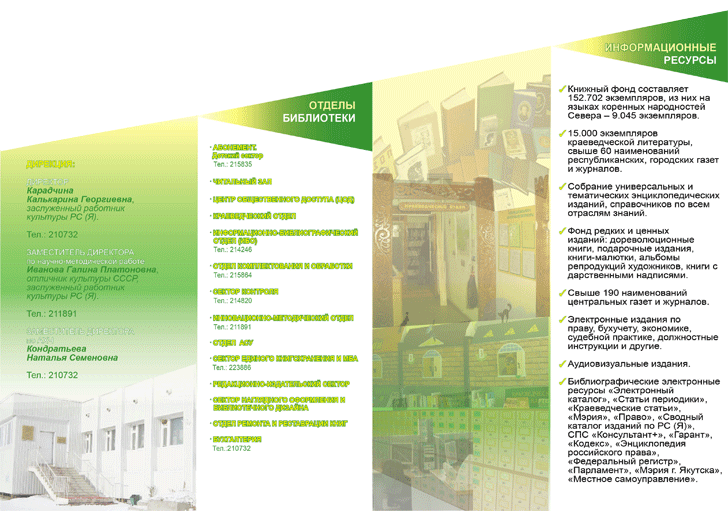 ДИРЕКЦИЯ:
ДИРЕКТОР
Карадчина
Калькарина Георгиевна,
заслуженный работник
культуры РС (Я).
Тел.: 210732
ЗАМЕСТИТЕЛЬ ДИРЕКТОРА
по научно-методической работе
Иванова Галина Платоновна,
отличник культуры СССР,
заслуженный работник
культуры РС (Я).
Тел.: 211891
ЗАМЕСТИТЕЛЬ ДИРЕКТОРА
по АХЧ
Кондратьева
Наталья Семеновна
Тел.: 210732
ОТДЕЛЫ
БИБЛИОТЕКИ
· АБОНЕМЕНТ.
Детский сектор
Тел.: 215835
· ЧИТАЛЬНЫЙ ЗАЛ
· ЦЕНТР ОБЩЕСТВЕННОГО ДОСТУПА (ЦОД)
· КРАЕВЕДЧЕСКИЙ ОТДЕЛ
· ИНФОРМАЦИОННО-БИБЛИОГРАФИЧЕСКИЙ
ОТДЕЛ (ИБО)
Тел.: 214246
· ОТДЕЛ КОМПЛЕКТОВАНИЯ И ОБРАБОТКИ
Тел.: 215864
· СЕКТОР КОНТРОЛЯ
Тел.: 214820
· ИННОВАЦИОННО-МЕТОДИЧЕСКИЙ ОТДЕЛ
Тел.: 211891
· ОТДЕЛ АСУ
· СЕКТОР ЕДИНОГО КНИГОХРАНЕНИЯ И МБА
Тел.: 223886
· РЕДАКЦИОННО-ИЗДАТЕЛЬСКИЙ СЕКТОР
· СЕКТОР НАГЛЯДНОГО ОФОРМЛЕНИЯ И
БИБЛИОТЕЧНОГО ДИЗАЙНА
· ОТДЕЛ РЕМОНТА И РЕСТАВРАЦИИ КНИГ
· БУХГАЛТЕРИЯ
Тел.: 210732
ИНФОРМАЦИОННЫЕ
РЕСУРСЫ
✓ Книжный фонд составляет
152.702 экземпляров, из них на
языках коренных народностей
Севера – 9.045 экземпляров.
✓ 15.000 экземпляров
краеведческой литературы,
свыше 60 наименований
республиканских, городских газет
и журналов.
✓ Собрание универсальных и
тематических энциклопедических
изданий, справочников по всем
отраслям знаний.
✓ Фонд редких и ценных
изданий: дореволюционные
книги, подарочные издания,
книги-малютки, альбомы
репродукций художников, книги с
дарственными надписями.
✓ Свыше 190 наименований
центральных газет и журналов.
✓ Электронные издания по
праву, бухучету, экономике,
судебной практике, должностные
инструкции и другие.
✓ Аудиовизуальные издания.
✓ Библиографические электронные
ресурсы «Электронный
каталог», «Статьи периодики»,
«Краеведческие статьи»,
«Мэрия», «Право», «Сводный
каталог изданий по РС (Я)»,
СПС «Консультант+», «Гарант»,
«Кодекс», «Энциклопедия
российского права»,
«Федеральный регистр»,
«Парламент», «Мэрия г. Якутска»,
«Местное самоуправление».